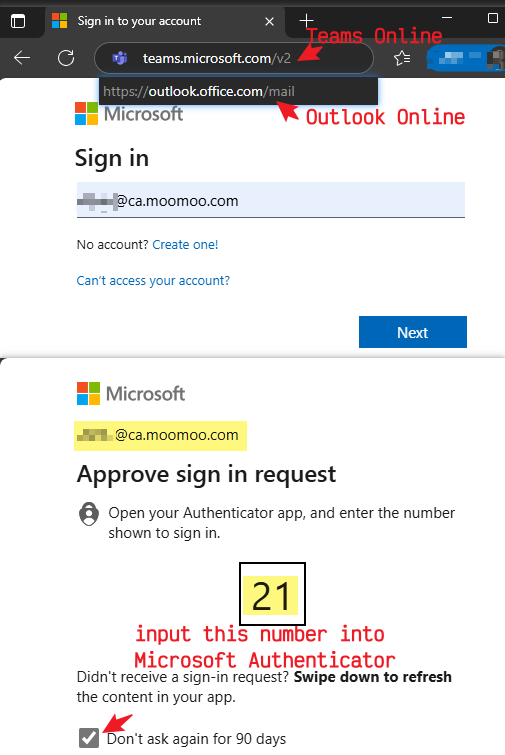 Sign in to your account
teams.microsoft.com/v2
Teams Online
https://outlook.office.com/mail
Outlook Online
Microsoft
Sign in
@ca.moomoo.com
No account? Create one!
Can't access your account?
Next
Microsoft
@ca.moomoo.com
Approve sign in request
Open your Authenticator app, and enter the number
shown to sign in.
21
input this number into
Microsoft Authenticator
Didn't receive a sign-in request? Swipe down to refresh
the content in your app.
Don't ask again for 90 days